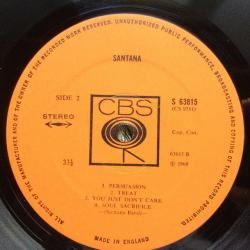 ALL RIGHTS OF THE MANUFACTURER AND OF THE OWNER OF THE RECORDED WORK RESERVED. UNAUTHORIZED PUBLIC PERFORMANCE, BROADCASTING AND COPYING OF THIS RECORD PROHIBITED
SANTANA
SIDE 2
CBS
S 63815
STEREO
33⅓
63815 B
℗ 1969
1. PERSUASION
2. TREAT
3. YOU JUST DON'T CARE
4. SOUL SACRIFICE
(Santana Band)
MADE IN ENGLAND